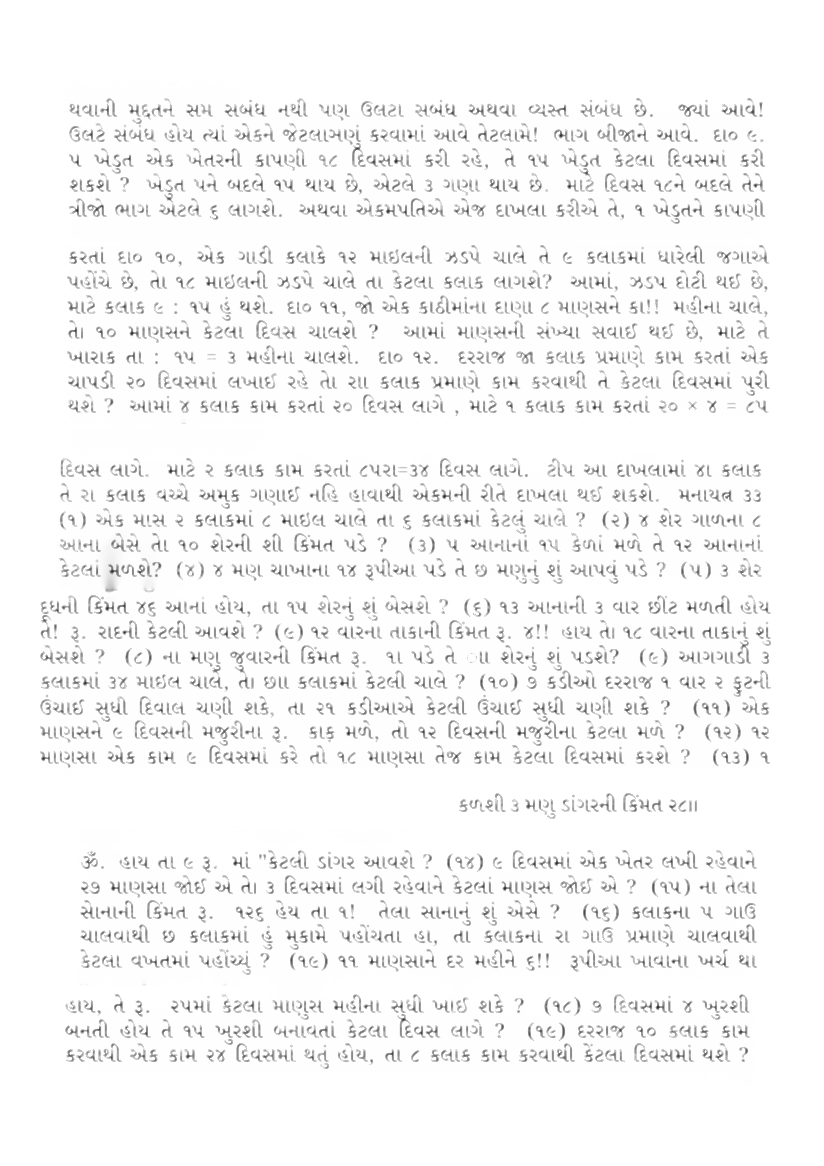 થવાની મુદ્દતને સમ સબંધ નથી પણ ઉલટા સબંધ અથવા વ્યસ્ત સંબંધ છે. જ્યાં આવે!
ઉલટે સંબંધ હોય ત્યાં એકને જેટલાઞણું કરવામાં આવે તેટલામે! ભાગ બીજાને આવે. દા૦ ૯.
૫ ખેડુત એક ખેતરની કાપણી ૧૮ દિવસમાં કરી રહે, તે ૧૫ ખેડુત કેટલા દિવસમાં કરી
શકશે ? ખેડુત પને બદલે ૧૫ થાય છે, એટલે ૩ ગણા થાય છે. માટે દિવસ ૧૮ને બદલે તેને
ત્રીજો ભાગ એટલે ૬ લાગશે. અથવા એકમપતિએ એજ દાખલા કરીએ તે, ૧ ખેડુતને કાપણી
કરતાં દા૦ ૧૦, એક ગાડી કલાકે ૧૨ માઇલની ઝડપે ચાલે તે ૯ કલાકમાં ધારેલી જગાએ
પહોંચે છે, તેા ૧૮ માઇલની ઝડપે ચાલે તા કેટલા કલાક લાગશે? આમાં, ઝડપ દોટી થઈ છે,
માટે કલાક ૯ : ૧૫ હું થશે. દા૦ ૧૧, જો એક કાઠીમાંના દાણા ૮ માણસને કા!! મહીના ચાલે,
તેા ૧૦ માણસને કેટલા દિવસ ચાલશે ? આમાં માણસની સંખ્યા સવાઈ થઈ છે, માટે તે
ખારાક તા : ૧૫ = ૩ મહીના ચાલશે. દા૦ ૧૨. દરરાજ જા કલાક પ્રમાણે કામ કરતાં એક
ચાપડી ૨૦ દિવસમાં લખાઈ રહે તેા રાા કલાક પ્રમાણે કામ કરવાથી તે કેટલા દિવસમાં પુરી
થશે ? આમાં ૪ કલાક કામ કરતાં ૨૦ દિવસ લાગે , માટે ૧ કલાક કામ કરતાં ૨૦ × ૪ = ૮૫
દિવસ લાગે. માટે ૨ કલાક કામ કરતાં ૮૫રા=૩૪ દિવસ લાગે. ટીપ આ દાખલામાં ૪ા કલાક
તે રા કલાક વચ્ચે અમુક ગણાઈ નહિ હાવાથી એકમની રીતે દાખલા થઈ શકશે. મનાયત્ન ૩૩
(૧) એક માસ ૨ કલાકમાં ૮ માઇલ ચાલે તા ૬ કલાકમાં કેટલું ચાલે ? (૨) ૪ શેર ગાળના ૮
આના બેસે તેા ૧૦ શેરની શી કિંમત પડે ? (૩) ૫ આનાનાં ૧૫ કેળાં મળે તે ૧૨ આનાનાં
કેટલાં મળશે? (૪) ૪ મણ ચાખાના ૧૪ રૂપીઆ પડે તે છ મણુનું શું આપવું પડે ? (૫) ૩ શેર
દૂધની કિંમત ૪૬ આનાં હોય, તા ૧૫ શેરનું શું બેસશે ? (૬) ૧૩ આનાની ૩ વાર છીંટ મળતી હોય
તે! રૂ. રાદની કેટલી આવશે ? (૯) ૧૨ વારના તાકાની કિંમત રૂ. ૪!! હાય તેા ૧૮ વારના તાકાનું શું
બેસશે ? (૮) ના મણુ જુવારની કિંમત રૂ. ૧ા પડે તે ાા શેરનું શું પડશે? (૯) આગગાડી ૩
કલાકમાં ૩૪ માઇલ ચાલે, તેા છાા કલાકમાં કેટલી ચાલે ? (૧૦) ૭ કડીઓ દરરાજ ૧ વાર ૨ ફુટની
ઉંચાઈ સુધી દિવાલ ચણી શકે, તા ૨૧ કડીઆએ કેટલી ઉંચાઈ સુધી ચણી શકે ? (૧૧) એક
માણસને ૯ દિવસની મજુરીના રૂ. કાક્ મળે, તો ૧૨ દિવસની મજુરીના કેટલા મળે ? (૧૨) ૧૨
માણસા એક કામ ૯ દિવસમાં કરે તો ૧૮ માણસા તેજ કામ કેટલા દિવસમાં કરશે ? (૧૩) ૧
કળશી ૩ મણુ ડાંગરની કિંમત ૨૮ાા
ૐ. હાય તા ૯ રૂ. માં "કેટલી ડાંગર આવશે ? (૧૪) ૯ દિવસમાં એક ખેતર લખી રહેવાને
૨૭ માણસા જોઈ એ તેા ૩ દિવસમાં લગી રહેવાને કેટલાં માણસ જોઈ એ ? (૧૫) ના તેલા
સેાનાની કિંમત રૂ. ૧૨૬ હેય તા ૧! તેલા સાનાનું શું એસે ? (૧૬) કલાકના ૫ ગાઉ
ચાલવાથી છ કલાકમાં હું મુકામે પહોંચતા હા, તા કલાકના રા ગાઉ પ્રમાણે ચાલવાથી
કેટલા વખતમાં પહોંચ્યું ? (૧૯) ૧૧ માણસાને દર મહીને ૬!! રૂપીઆ ખાવાના ખર્ચ થા
હાય, તે રૂ. ૨૫માં કેટલા માણુસ મહીના સુધી ખાઈ શકે ? (૧૮) ૭ દિવસમાં ૪ ખુરશી
બનતી હોય તે ૧૫ ખુરશી બનાવતાં કેટલા દિવસ લાગે ? (૧૯) દરરાજ ૧૦ કલાક કામ
કરવાથી એક કામ ૨૪ દિવસમાં થતું હોય, તા ૮ કલાક કામ કરવાથી કેટલા દિવસમાં થશે ?